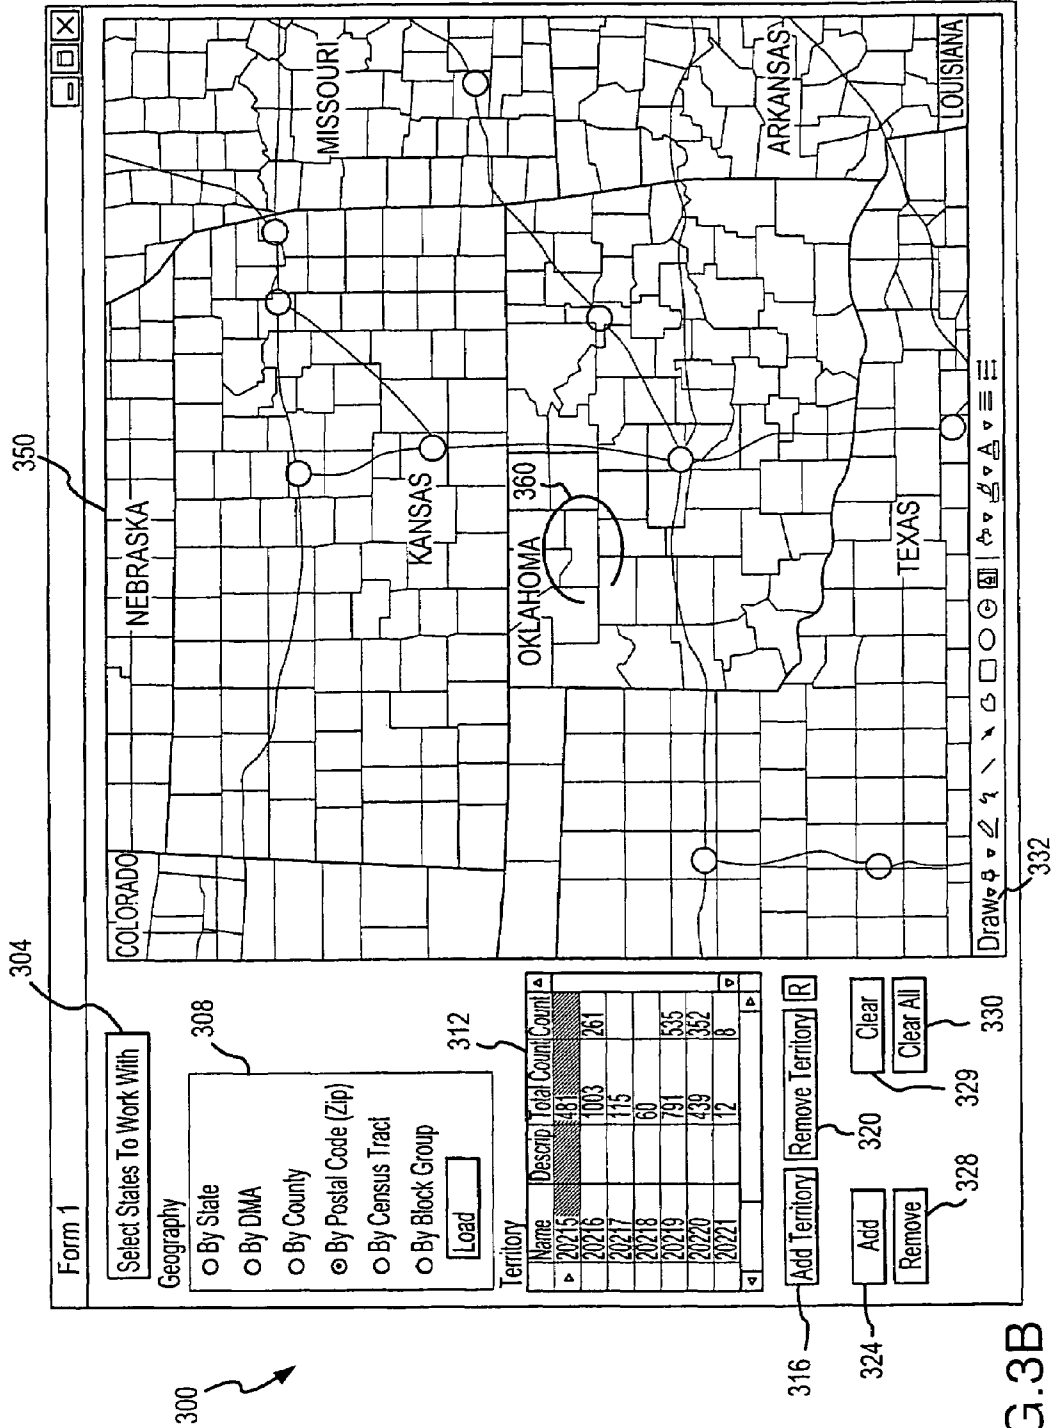 300
304
350
Form 1
Select States To Work With
308
Geography
By State
By DMA
By County
By Postal Code (Zip)
By Census Tract
By Block Group
Load
312
Territory
Name Descrip Total Count Count
20215 481
20216 1003 261
20217 115
20218 60
20219 791 535
20220 439 352
20221 12 8
Add Territory Remove Territory R
316
320
Add Clear
Remove Clear All
324
328
329
330
COLORADO
NEBRASKA
KANSAS
MISSOURI
OKLAHOMA
360
ARKANSAS
TEXAS
LOUISIANA
Draw
332
G.3B